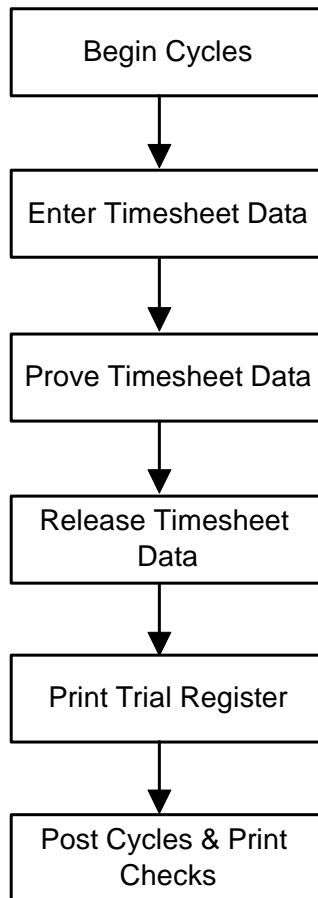 Begin Cycles
Enter Timesheet Data
Prove Timesheet Data
Release Timesheet
Data
Print Trial Register
Post Cycles & Print
Checks